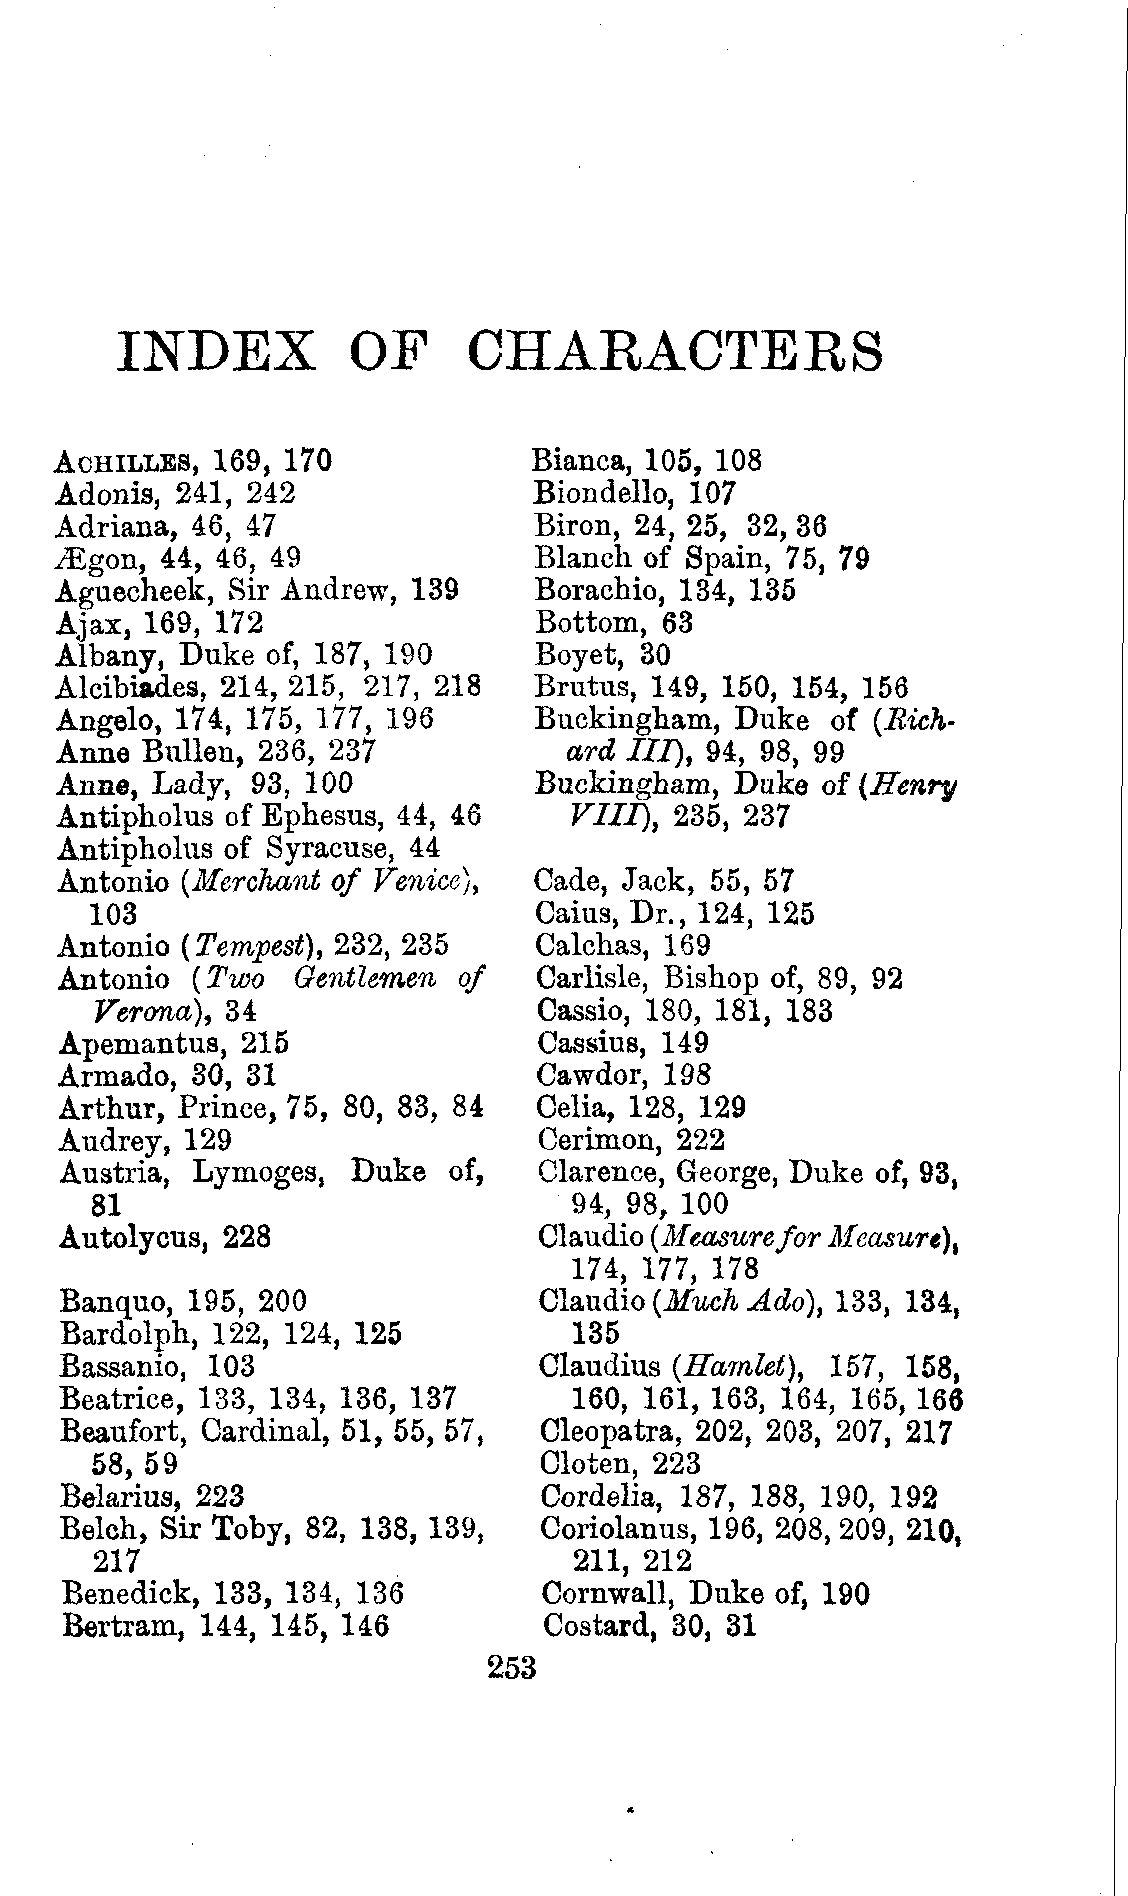 INDEX OF CHARACTERS
ACHILLES, 169, 170
Adonis, 241, 242
Adriana, 46, 47
Ægon, 44, 46, 49
Aguecheek, Sir Andrew, 139
Ajax, 169, 172
Albany, Duke of, 187, 190
Alcibiades, 214, 215, 217, 218
Angelo, 174, 175, 177, 196
Anne Bullen, 236, 237
Anne, Lady, 93, 100
Antipholus of Ephesus, 44, 46
Antipholus of Syracuse, 44
Antonio (Merchant of Venice),
103
Antonio (Tempest), 232, 235
Antonio (Two Gentlemen of
Verona), 34
Apemantus, 215
Armado, 30, 31
Arthur, Prince, 75, 80, 83, 84
Audrey, 129
Austria, Lymoges, Duke of,
81
Autolycus, 228
Banquo, 195, 200
Bardolph, 122, 124, 125
Bassanio, 103
Beatrice, 133, 134, 136, 137
Beaufort, Cardinal, 51, 55, 57,
58, 59
Belarius, 223
Belch, Sir Toby, 82, 138, 139,
217
Benedick, 133, 134, 136
Bertram, 144, 145, 146
Bianca, 105, 108
Biondello, 107
Biron, 24, 25, 32, 36
Blanch of Spain, 75, 79
Borachio, 134, 135
Bottom, 63
Boyet, 30
Brutus, 149, 150, 154, 156
Buckingham, Duke of (Rich-
ard III), 94, 98, 99
Buckingham, Duke of (Henry
VIII), 235, 237
Cade, Jack, 55, 57
Caius, Dr., 124, 125
Calchas, 169
Carlisle, Bishop of, 89, 92
Cassio, 180, 181, 183
Cassius, 149
Cawdor, 198
Celia, 128, 129
Cerimon, 222
Clarence, George, Duke of, 93,
94, 98, 100
Claudio (Measure for Measure),
174, 177, 178
Claudio (Much Ado), 133, 134,
135
Claudius (Hamlet), 157, 158,
160, 161, 163, 164, 165, 166
Cleopatra, 202, 203, 207, 217
Cloten, 223
Cordelia, 187, 188, 190, 192
Coriolanus, 196, 208, 209, 210,
211, 212
Cornwall, Duke of, 190
Costard, 30, 31
253